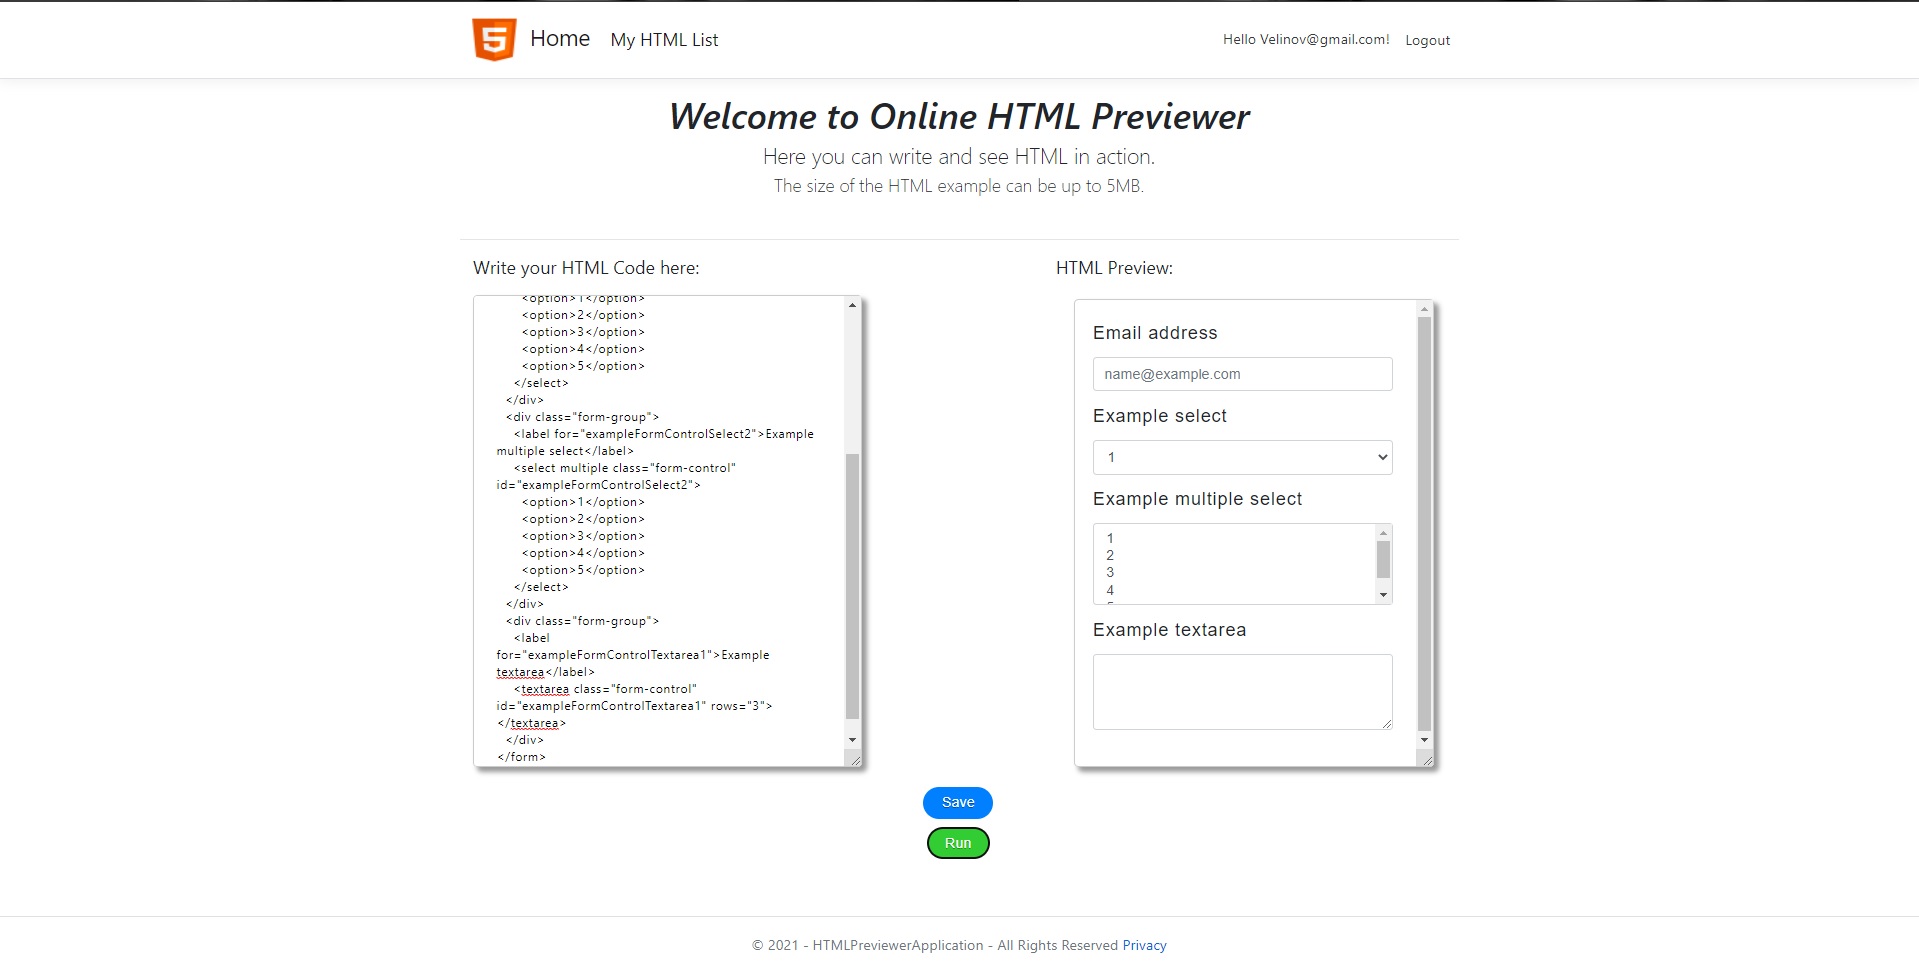 5 Home My HTML List Hello Velinov@gmail.com! Logout
Welcome to Online HTML Previewer
Here you can write and see HTML in action.
The size of the HTML example can be up to 5MB.
Write your HTML Code here:
<option>1</option>
<option>2</option>
<option>3</option>
<option>4</option>
<option>5</option>
</select>
</div>
<div class="form-group">
<label for="exampleFormControlSelect2">Example
multiple select</label>
<select multiple class="form-control"
id="exampleFormControlSelect2">
<option>1</option>
<option>2</option>
<option>3</option>
<option>4</option>
<option>5</option>
</select>
</div>
<div class="form-group">
<label
for="exampleFormControlTextarea1">Example
textarea</label>
<textarea class="form-control"
id="exampleFormControlTextarea1" rows="3">
</textarea>
</div>
</form>
HTML Preview:
Email address
name@example.com
Example select
1
Example multiple select
1
2
3
4
Example textarea
Save
Run
© 2021 - HTMLPreviewerApplication - All Rights Reserved Privacy